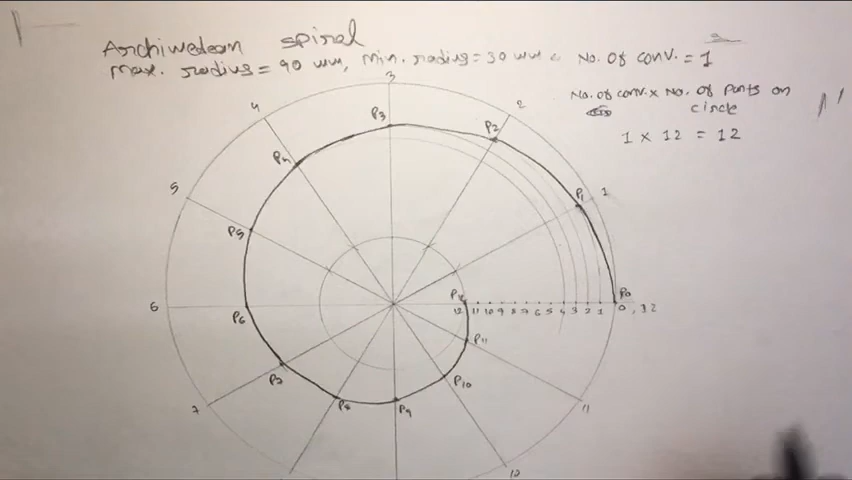 Archimedean spiral
Max. radius = 90 mm, Min. radius = 30 mm & No. of conv. = 1
No. of conv. x No. of parts on
circle
1 x 12 = 12
3
4
2
P3
P2
P4
5
P1
1
P5
P12
P0
6
12 11 10 9 8 7 6 5 4 3 2 1 0, 12
P6
P11
P7
P10
7
P8
P9
11